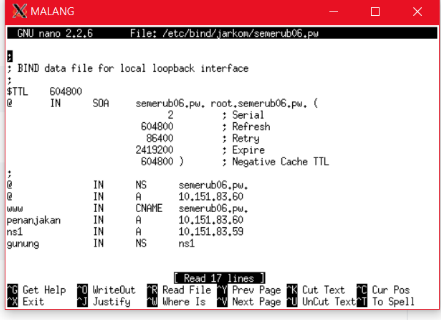 MALANG
GNU nano 2.2.6 File: /etc/bind/jarkom/semerub06.pw
;
; BIND data file for local loopback interface
;
$TTL 604800
@ IN SOA semerub06.pw. root.semerub06.pw. (
2 ; Serial
604800 ; Refresh
86400 ; Retry
2419200 ; Expire
604800 ) ; Negative Cache TTL
;
@ IN NS semerub06.pw.
@ IN A 10.151.83.60
www IN CNAME semerub06.pw.
penanjakan IN A 10.151.83.60
ns1 IN A 10.151.83.59
gunung IN NS ns1
[ Read 17 lines ]
^G Get Help ^O WriteOut ^R Read File ^Y Prev Page ^K Cut Text ^C Cur Pos
^X Exit ^J Justify ^W Where Is ^V Next Page ^U UnCut Text ^T To Spell